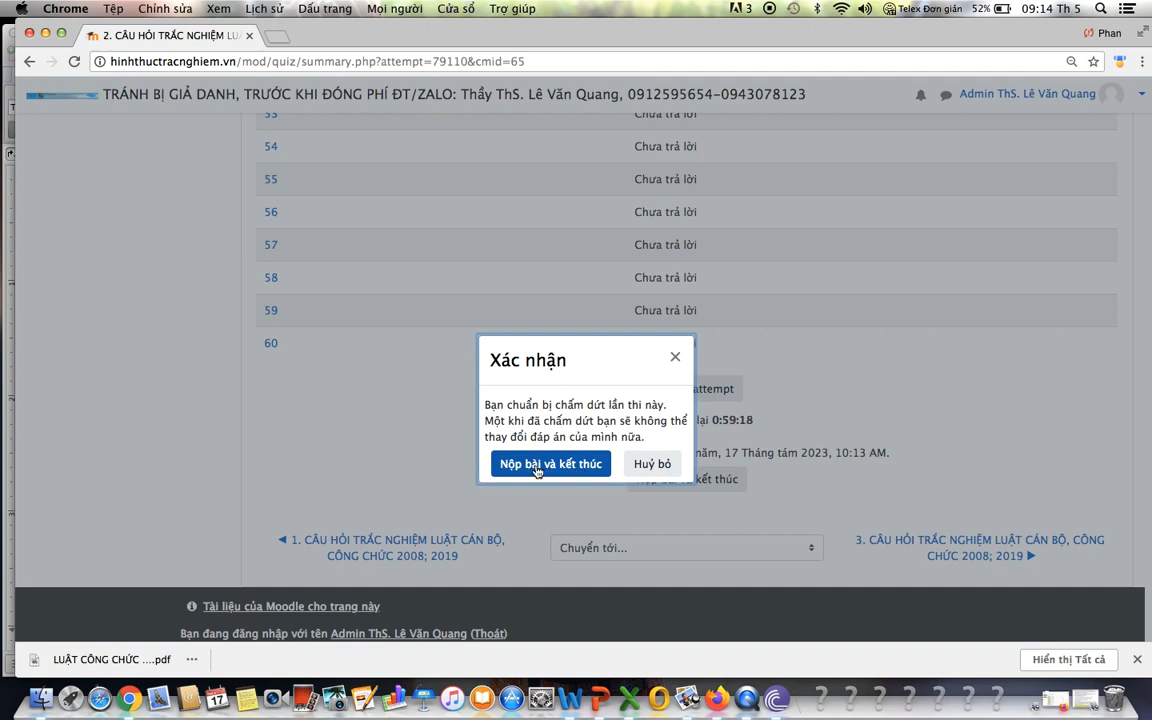 Chrome Tệp Chỉnh sửa Xem Lịch sử Dấu trang Mọi người Cửa sổ Trợ giúp 3 Telex Đơn giản 52% 09:14 Th 5
2. CÂU HỎI TRẮC NGHIỆM LU Phan
hinhthuctracnghiem.vn/mod/quiz/summary.php?attempt=79110&cmid=65
TRÁNH BỊ GIẢ DANH, TRƯỚC KHI ĐÓNG PHÍ ĐT/ZALO: Thầy ThS. Lê Văn Quang, 0912595654-0943078123 Admin ThS. Lê Văn Quang
53 Chưa trả lời
54 Chưa trả lời
55 Chưa trả lời
56 Chưa trả lời
57 Chưa trả lời
58 Chưa trả lời
59 Chưa trả lời
60
Xác nhận
Bạn chuẩn bị chấm dứt lần thi này.
Một khi đã chấm dứt bạn sẽ không thể
thay đổi đáp án của mình nữa.
Nộp bài và kết thúc Huỷ bỏ
attempt
lại 0:59:18
năm, 17 Tháng tám 2023, 10:13 AM.
kết thúc
1. CÂU HỎI TRẮC NGHIỆM LUẬT CÁN BỘ,
CÔNG CHỨC 2008; 2019
Chuyển tới...
3. CÂU HỎI TRẮC NGHIỆM LUẬT CÁN BỘ, CÔNG
CHỨC 2008; 2019
Tài liệu của Moodle cho trang này
Bạn đang đăng nhập với tên Admin ThS. Lê Văn Quang (Thoát)
LUẬT CÔNG CHỨC ....pdf Hiển thị Tất cả